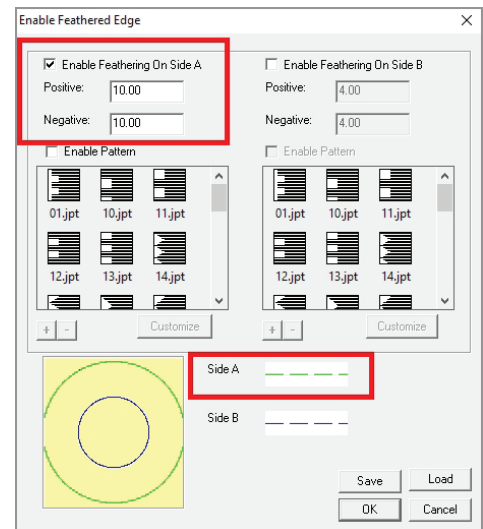 Enable Feathered Edge
Enable Feathering On Side A
Enable Feathering On Side B
Positive: 10.00
Positive: 4.00
Negative: 10.00
Negative: 4.00
Enable Pattern
Enable Pattern
01.jpt 10.jpt 11.jpt
01.jpt 10.jpt 11.jpt
12.jpt 13.jpt 14.jpt
12.jpt 13.jpt 14.jpt
+ - Customize
+ - Customize
Side A
Side B
Save Load
OK Cancel